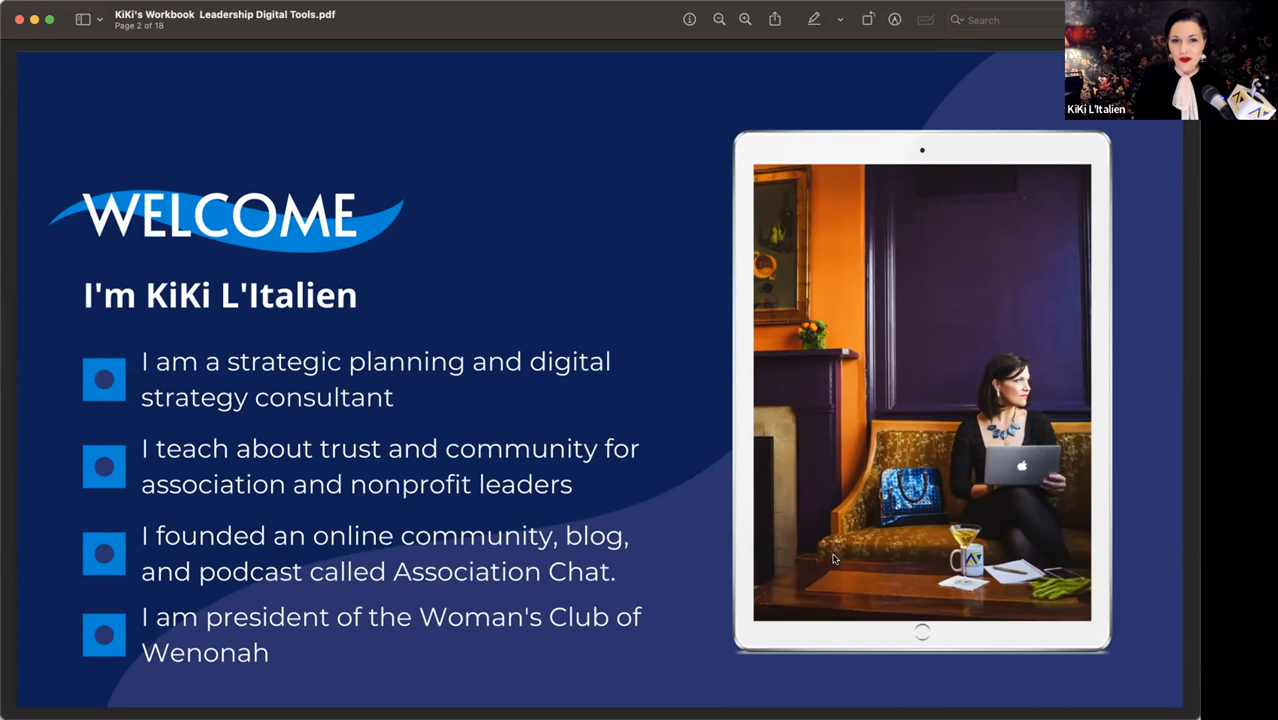 KiKi's Workbook  Leadership Digital Tools.pdf
Page 2 of 18
Search
KiKi L'Italien
WELCOME
I'm KiKi L'Italien
I am a strategic planning and digital
strategy consultant
I teach about trust and community for
association and nonprofit leaders
I founded an online community, blog,
and podcast called Association Chat.
I am president of the Woman's Club of
Wenonah